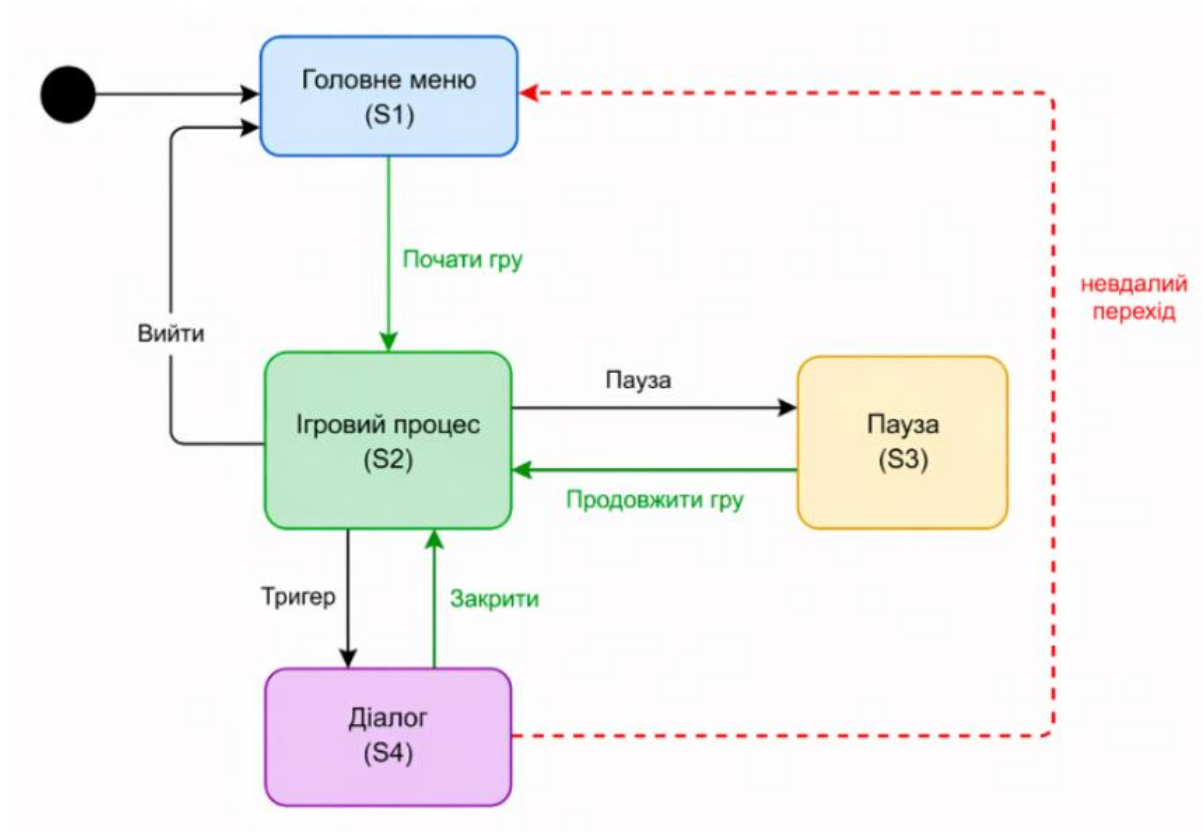 Головне меню
(S1)
Почати гру
невдалий
перехід
Вийти
Пауза
Ігровий процес
(S2)
Пауза
(S3)
Продовжити гру
Тригер
Закрити
Діалог
(S4)